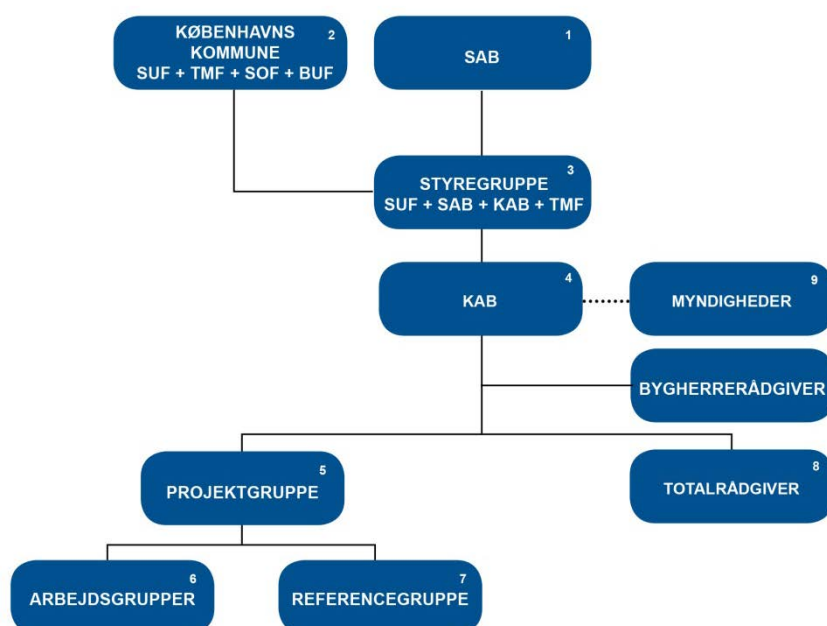 KØBENHAVNS 2
KOMMUNE
SUF + TMF + SOF + BUF
1
SAB
3
STYREGRUPPE
SUF + SAB + KAB + TMF
4
KAB
9
MYNDIGHEDER
BYGHERRERÅDGIVER
5
PROJEKTGRUPPE
8
TOTALRÅDGIVER
6
ARBEJDSGRUPPER
7
REFERENCEGRUPPE